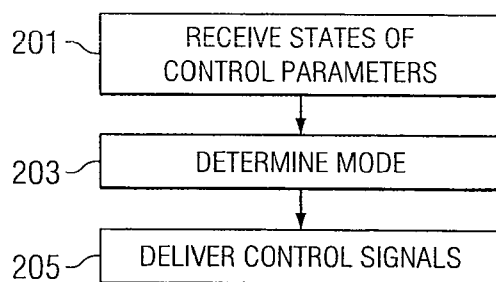 201
RECEIVE STATES OF
CONTROL PARAMETERS
203
DETERMINE MODE
205
DELIVER CONTROL SIGNALS